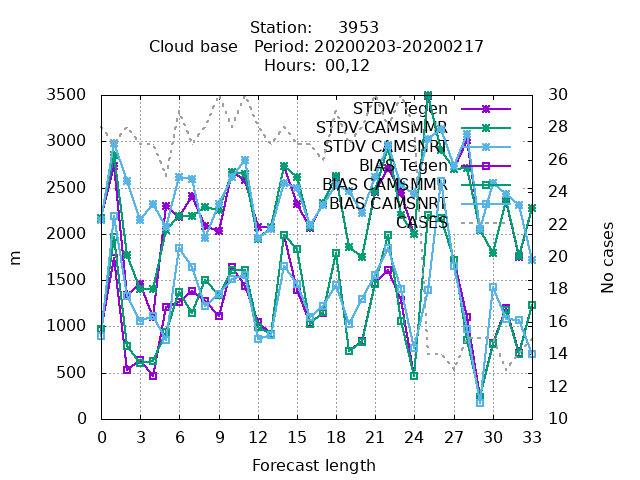 Station: 3953
Cloud base Period: 20200203-20200217
Hours: 00,12
3500
3000
2500
2000
1500
1000
500
0
m
30
28
26
24
22
20
18
16
14
12
10
No cases
STDV Tegen
STDV CAMSMMR
STDV CAMSNRT
BIAS Tegen
BIAS CAMSMMR
BIAS CAMSNRT
CASES
0 3 6 9 12 15 18 21 24 27 30 33
Forecast length